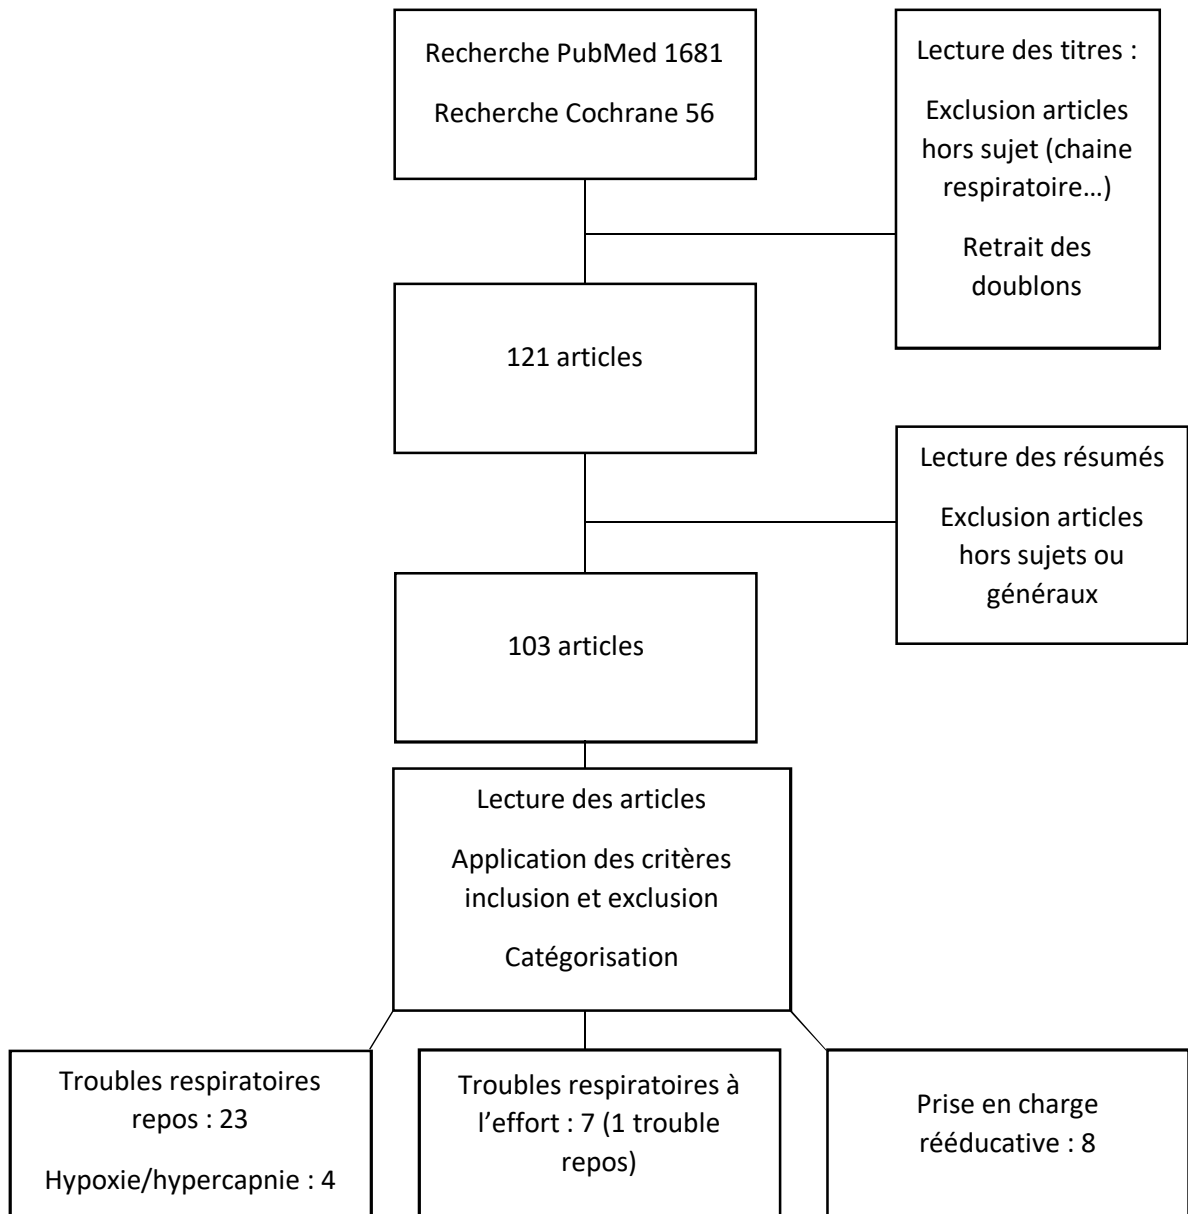 Recherche PubMed 1681
Recherche Cochrane 56
Lecture des titres :
Exclusion articles
hors sujet (chaine
respiratoire…)
Retrait des
doublons
121 articles
Lecture des résumés
Exclusion articles
hors sujets ou
généraux
103 articles
Lecture des articles
Application des critères
inclusion et exclusion
Catégorisation
Troubles respiratoires
repos : 23
Hypoxie/hypercapnie : 4
Troubles respiratoires à
l’effort : 7 (1 trouble
repos)
Prise en charge
rééducative : 8